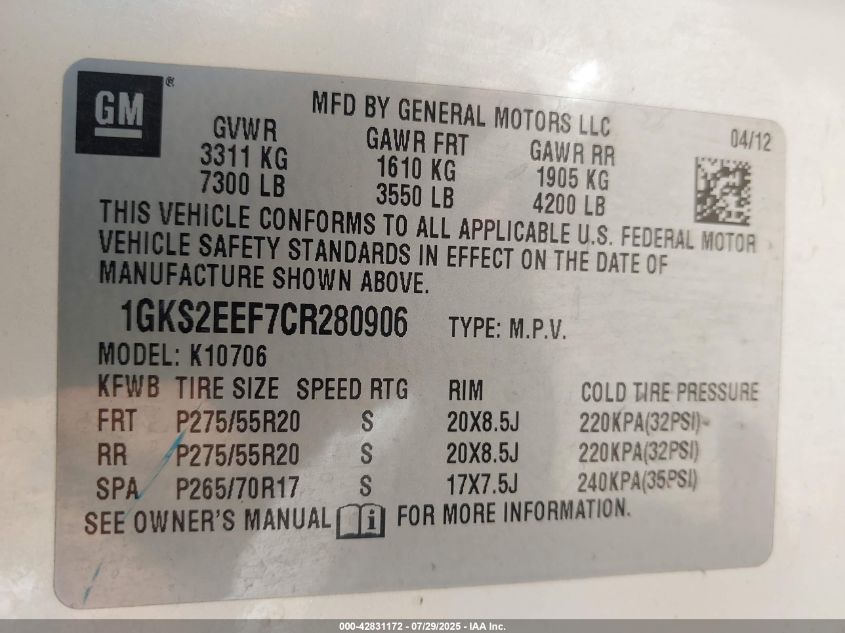 GM ®
MFD BY GENERAL MOTORS LLC
04/12
GVWR GAWR FRT GAWR RR
3311 KG 1610 KG 1905 KG
7300 LB 3550 LB 4200 LB
THIS VEHICLE CONFORMS TO ALL APPLICABLE U.S. FEDERAL MOTOR
VEHICLE SAFETY STANDARDS IN EFFECT ON THE DATE OF
MANUFACTURE SHOWN ABOVE.
1GKS2EEF7CR280906 TYPE: M.P.V.
MODEL: K10706
KFWB TIRE SIZE SPEED RTG RIM COLD TIRE PRESSURE
FRT P275/55R20 S 20X8.5J 220KPA(32PSI)
RR P275/55R20 S 20X8.5J 220KPA(32PSI)
SPA P265/70R17 S 17X7.5J 240KPA(35PSI)
SEE OWNER'S MANUAL i FOR MORE INFORMATION.
000-42831172 - 07/29/2025 - IAA Inc.